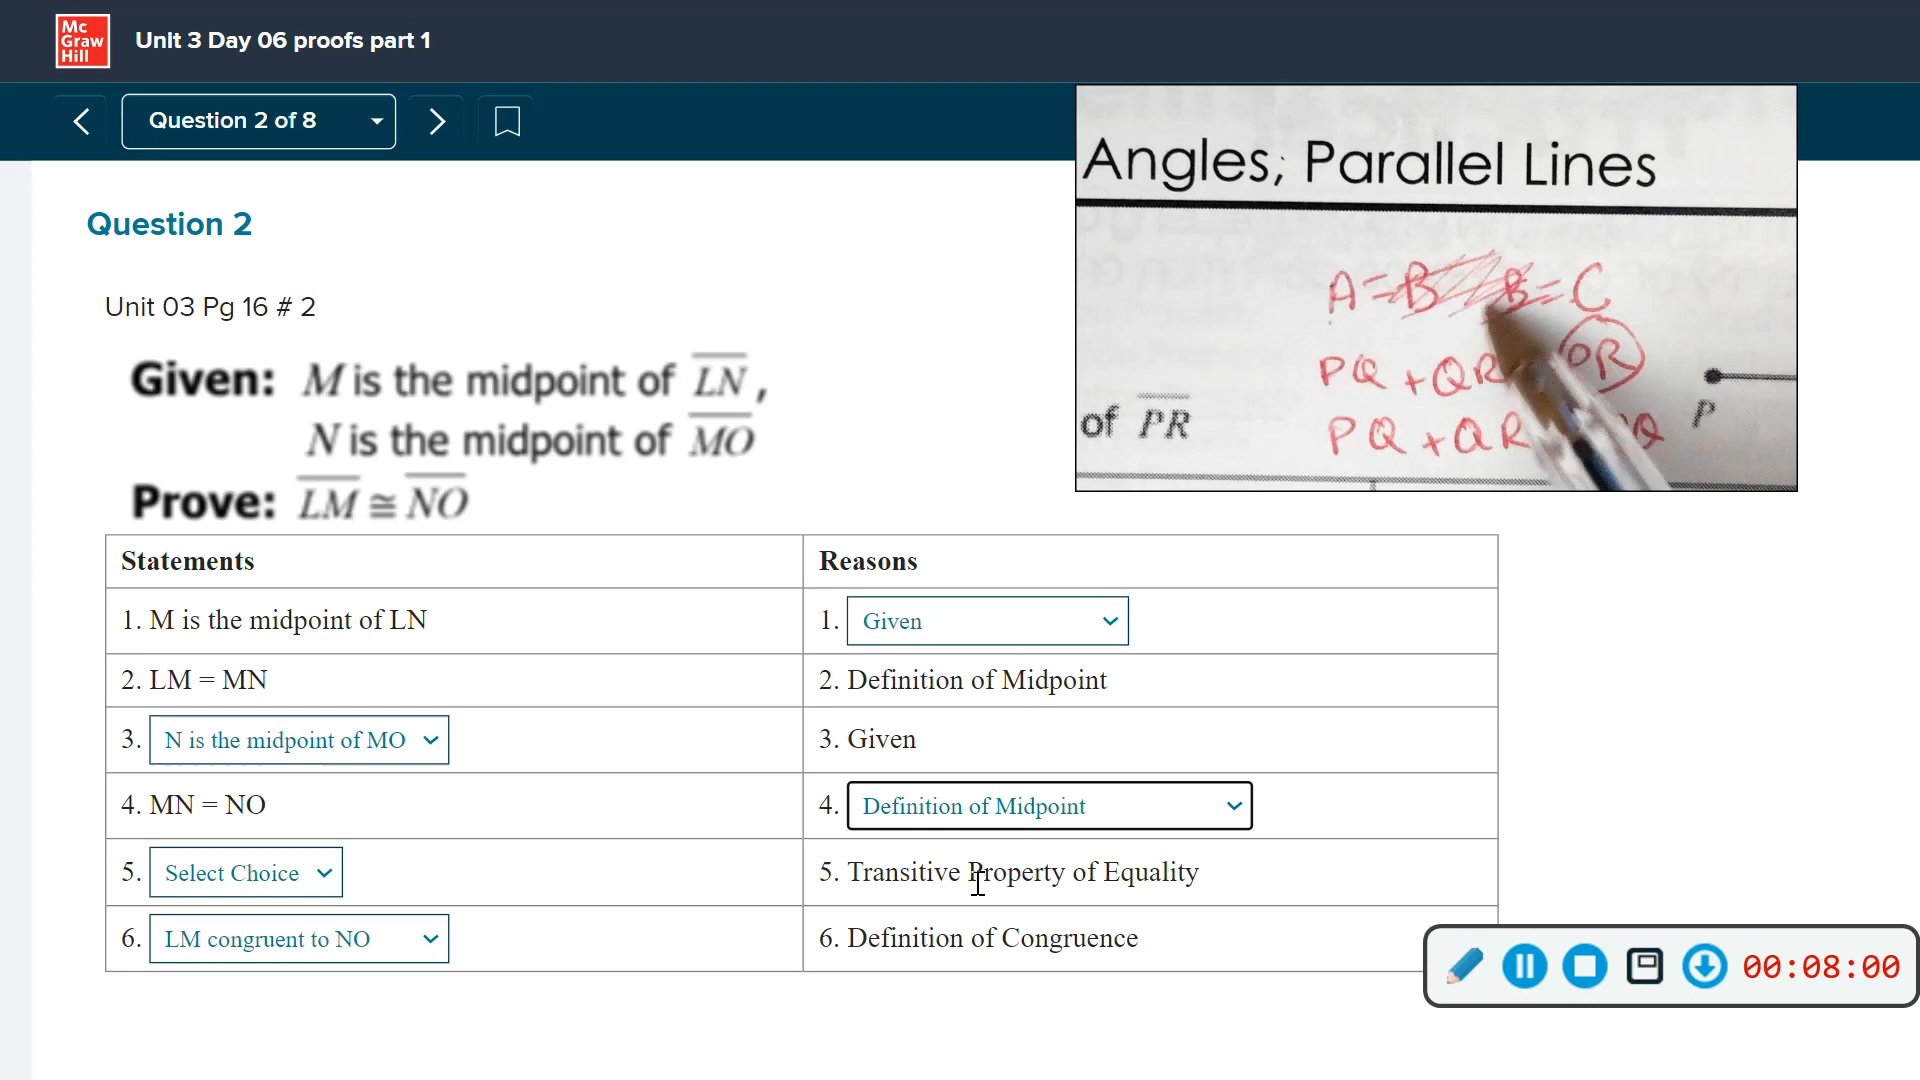 Mc
Graw
Hill
Unit 3 Day 06 proofs part 1
Question 2 of 8
Angles, Parallel Lines
A = B B = C
PQ + QR
PQ + QR
of PR
P
Question 2
Unit 03 Pg 16 # 2
Given: M is the midpoint of LN,
N is the midpoint of MO
Prove: LM ≅ NO
Statements Reasons
1. M is the midpoint of LN 1. Given
2. LM = MN 2. Definition of Midpoint
3. N is the midpoint of MO 3. Given
4. MN = NO 4. Definition of Midpoint
5. Select Choice 5. Transitive Property of Equality
6. LM congruent to NO 6. Definition of Congruence
00:08:00